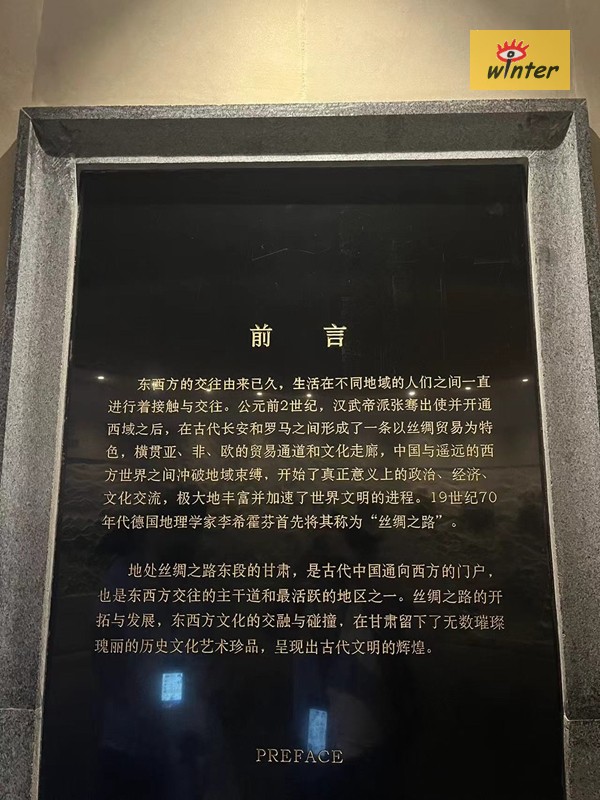 winter
前 言
东西方的交往由来已久，生活在不同地域的人们之间一直
进行着接触与交往。公元前2世纪，汉武帝派张骞出使并开通
西域之后，在古代长安和罗马之间形成了一条以丝绸贸易为特
色，横贯亚、非、欧的贸易通道和文化走廊，中国与遥远的西
方世界之间冲破地域束缚，开始了真正意义上的政治、经济、
文化交流，极大地丰富并加速了世界文明的进程。19世纪70
年代德国地理学家李希霍芬首先将其称为“丝绸之路”。
地处丝绸之路东段的甘肃，是古代中国通向西方的门户，
也是东西方交往的主干道和最活跃的地区之一。丝绸之路的开
拓与发展，东西方文化的交融与碰撞，在甘肃留下了无数璀璨
瑰丽的历史文化艺术珍品，呈现出古代文明的辉煌。
PREFACE